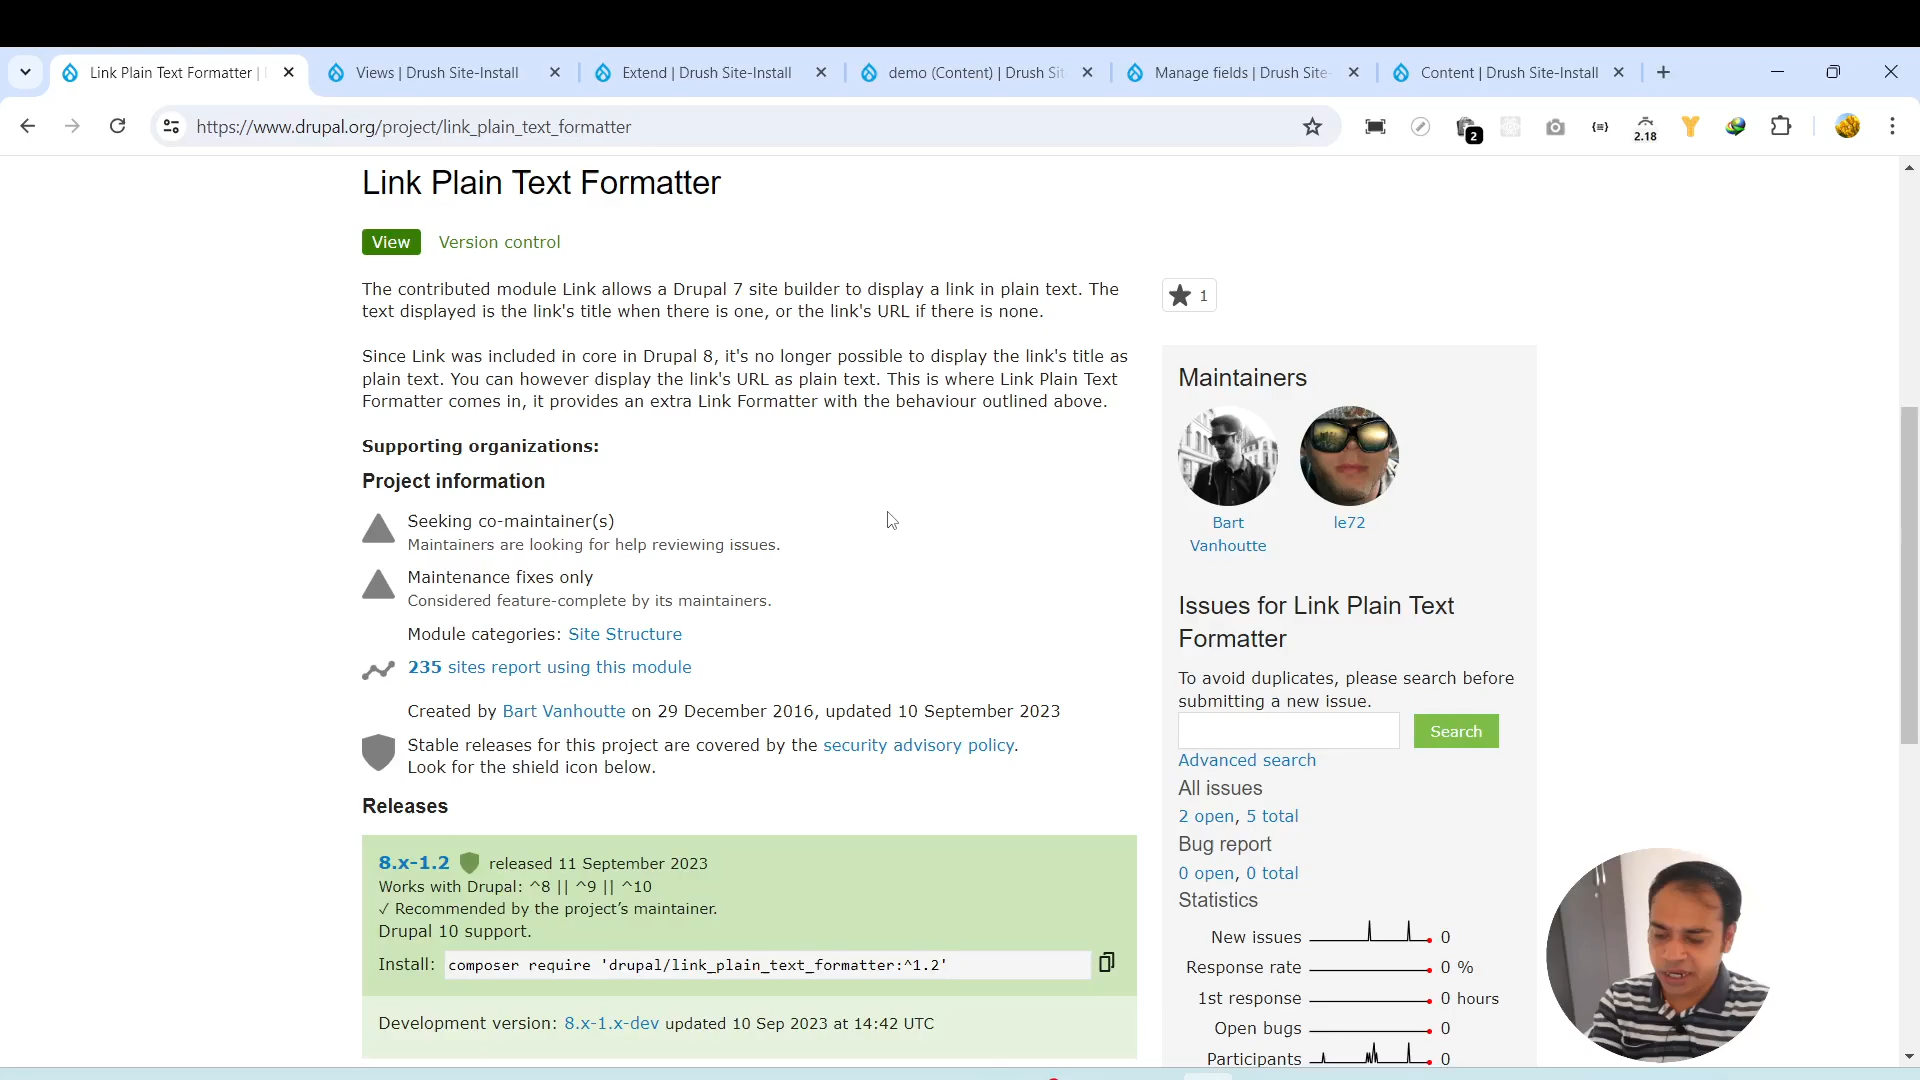 Link Plain Text Formatter |
Views | Drush Site-Install
Extend | Drush Site-Install
demo (Content) | Drush Sit
Manage fields | Drush Site-
Content | Drush Site-Install
https://www.drupal.org/project/link_plain_text_formatter
2
2.18
Link Plain Text Formatter
View
Version control
The contributed module Link allows a Drupal 7 site builder to display a link in plain text. The
text displayed is the link's title when there is one, or the link's URL if there is none.
Since Link was included in core in Drupal 8, it's no longer possible to display the link's title as
plain text. You can however display the link's URL as plain text. This is where Link Plain Text
Formatter comes in, it provides an extra Link Formatter with the behaviour outlined above.
Supporting organizations:
Project information
Seeking co-maintainer(s)
Maintainers are looking for help reviewing issues.
Maintenance fixes only
Considered feature-complete by its maintainers.
Module categories: Site Structure
235 sites report using this module
Created by Bart Vanhoutte on 29 December 2016, updated 10 September 2023
Stable releases for this project are covered by the security advisory policy.
Look for the shield icon below.
Releases
8.x-1.2 released 11 September 2023
Works with Drupal: ^8 || ^9 || ^10
✓ Recommended by the project’s maintainer.
Drupal 10 support.
Install: composer require 'drupal/link_plain_text_formatter:^1.2'
Development version: 8.x-1.x-dev updated 10 Sep 2023 at 14:42 UTC
1
Maintainers
Bart
Vanhoutte
le72
Issues for Link Plain Text
Formatter
To avoid duplicates, please search before
submitting a new issue.
Search
Advanced search
All issues
2 open, 5 total
Bug report
0 open, 0 total
Statistics
New issues 0
Response rate 0 %
1st response 0 hours
Open bugs 0
Participants 0